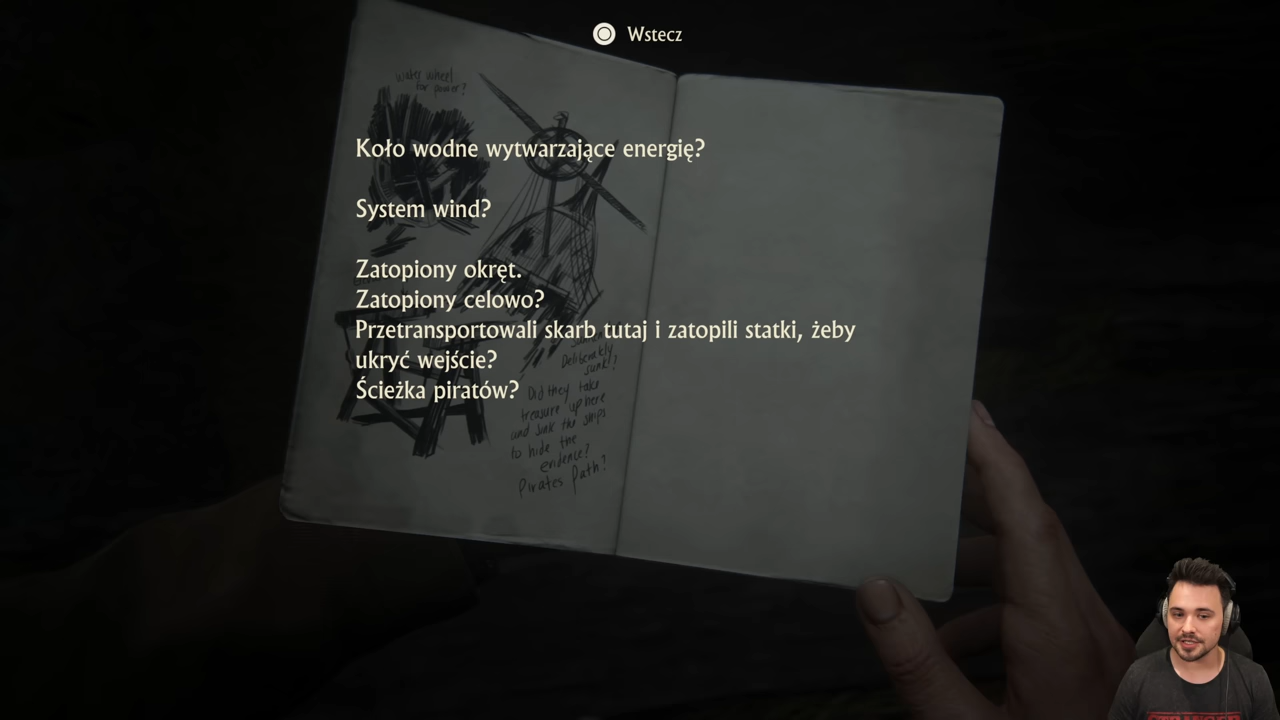 Wstecz
water wheel
for power?
Koło wodne wytwarzające energię?
System wind?
Zatopiony okręt.
Zatopiony celowo?
Przetransportowali skarb tutaj i zatopili statki, żeby
ukryć wejście?
Ścieżka piratów?
Deliberatly
sunk?
Did they take
treasure up here
and sink the ships
to hide the
evidence?
Pirates Path?